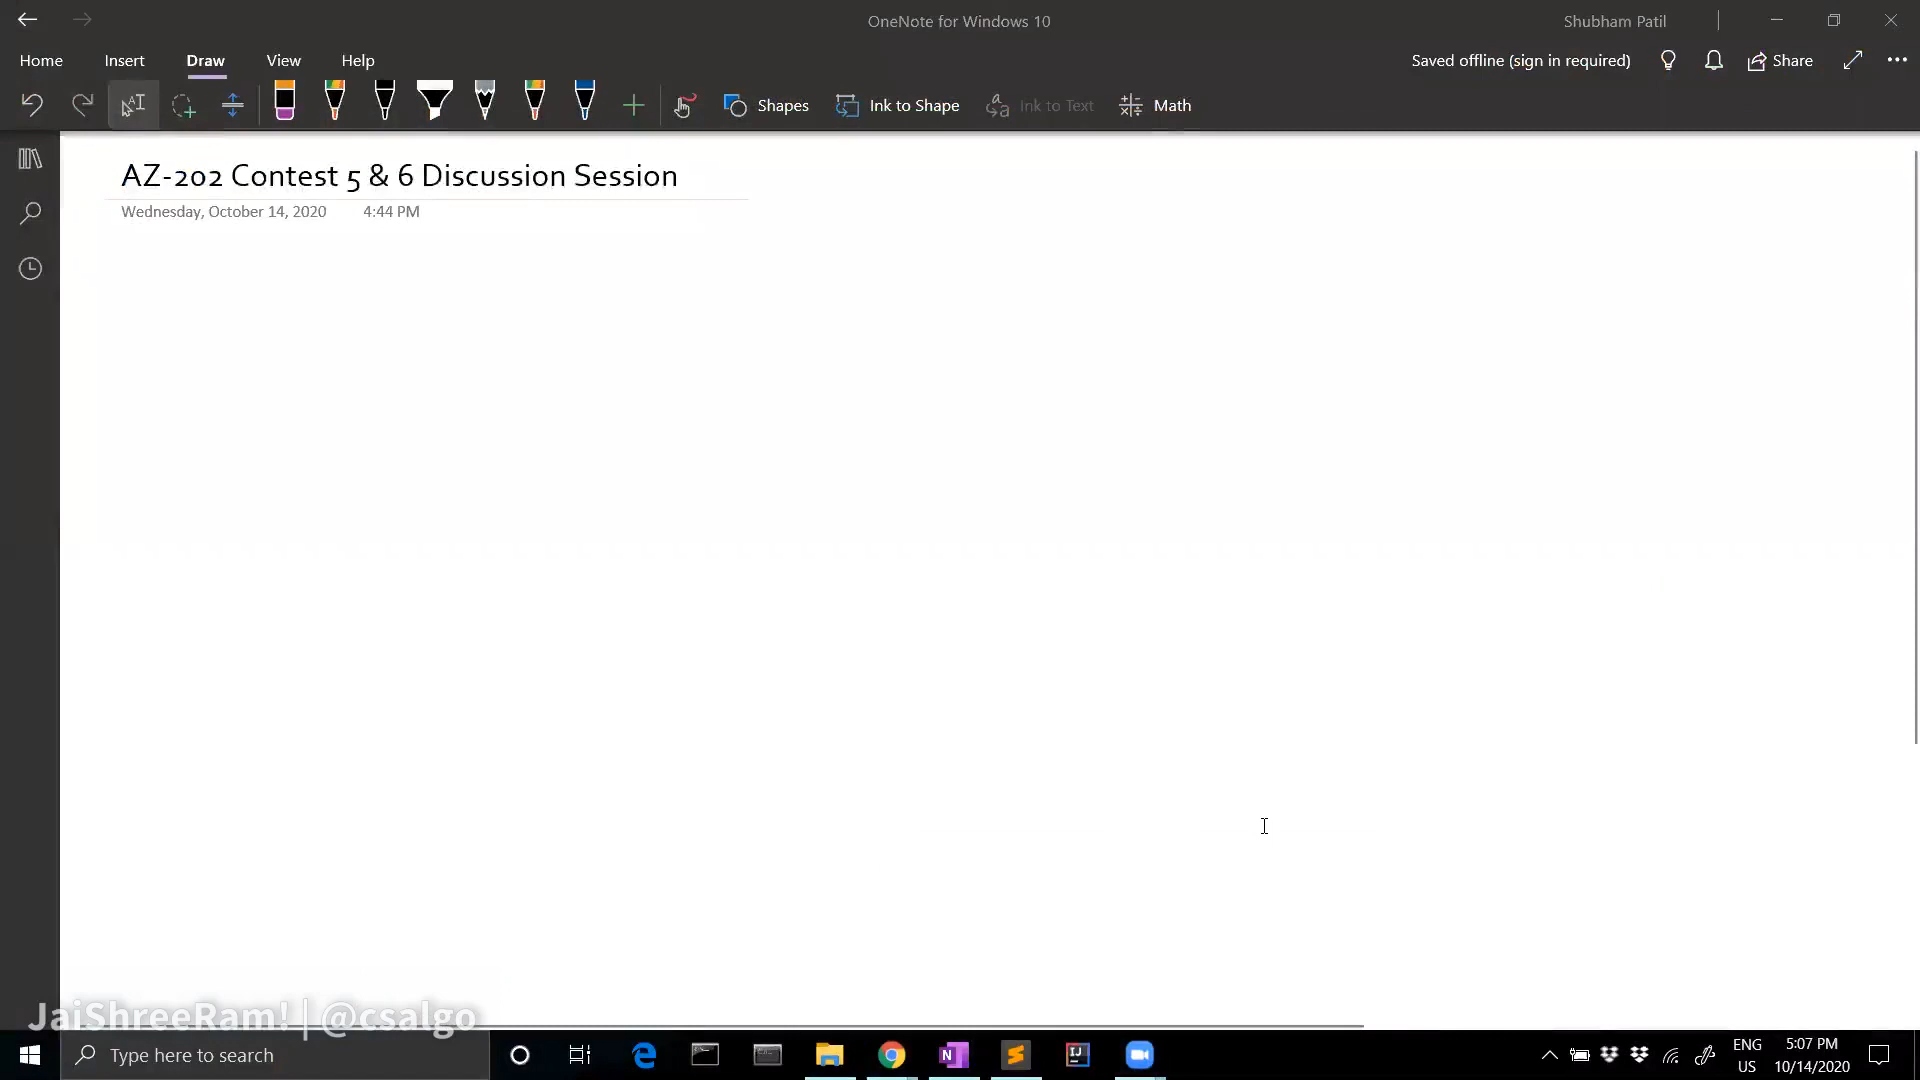 OneNote for Windows 10
Shubham Patil
Home Insert Draw View Help
Saved offline (sign in required)
Share
Shapes
Ink to Shape
Ink to Text
Math
AZ-202 Contest 5 & 6 Discussion Session
Wednesday, October 14, 2020 4:44 PM
JaiShreeRam! | @csalgo
Type here to search
ENG
US
5:07 PM
10/14/2020